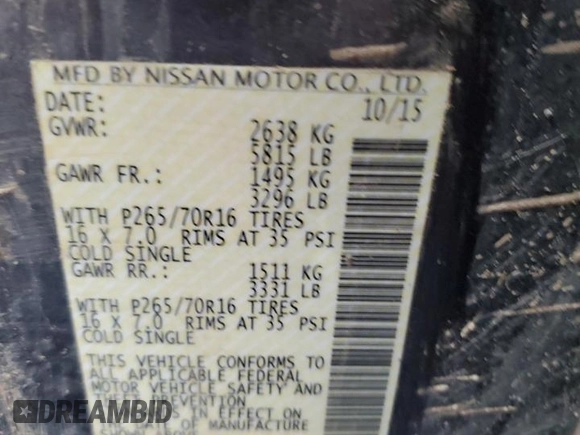 MFD BY NISSAN MOTOR CO., LTD.
DATE: 10/15
GVWR: 2638 KG
5815 LB
GAWR FR.: 1495 KG
3296 LB
WITH P265/70R16 TIRES
16 X 7.0 RIMS AT 35 PSI
COLD SINGLE
GAWR RR.: 1511 KG
3331 LB
WITH P265/70R16 TIRES
16 X 7.0 RIMS AT 35 PSI
COLD SINGLE
THIS VEHICLE CONFORMS TO
ALL APPLICABLE FEDERAL
MOTOR VEHICLE SAFETY AND
PREVENTION
IN EFFECT ON
OF MANUFACTURE
DREAMBID